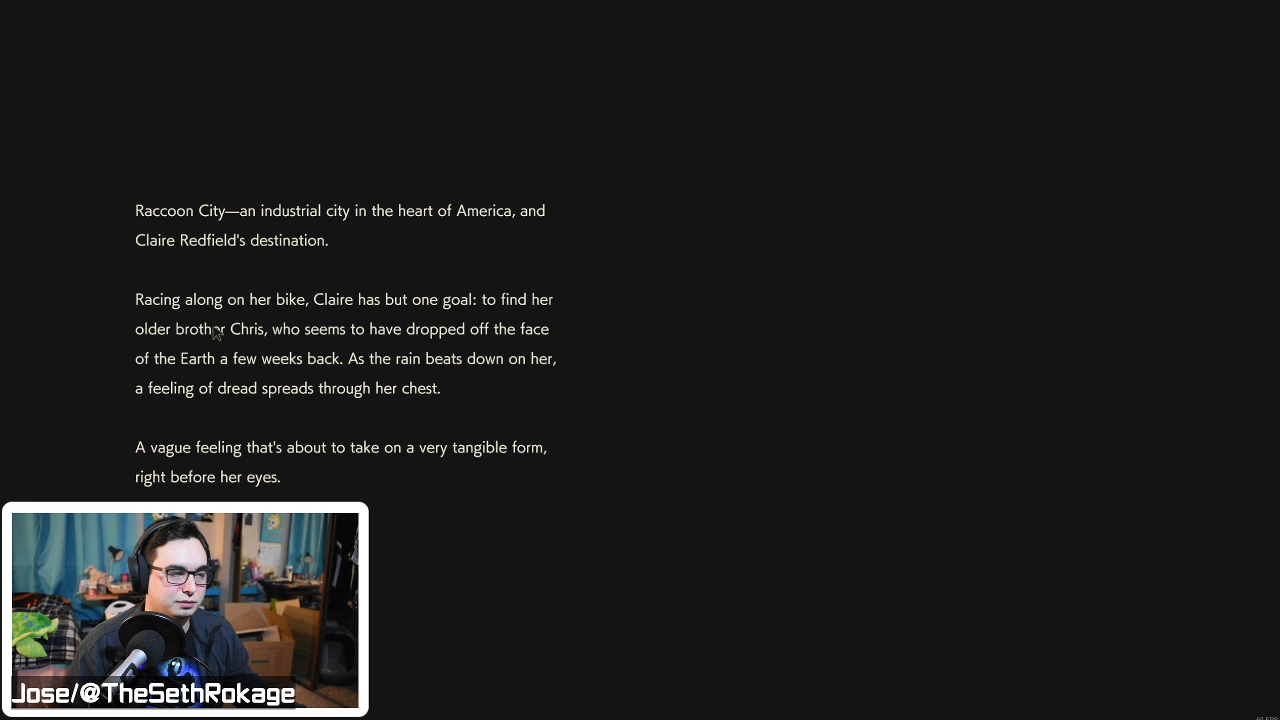 Raccoon City—an industrial city in the heart of America, and
Claire Redfield's destination.
Racing along on her bike, Claire has but one goal: to find her
older brother Chris, who seems to have dropped off the face
of the Earth a few weeks back. As the rain beats down on her,
a feeling of dread spreads through her chest.
A vague feeling that's about to take on a very tangible form,
right before her eyes.
Jose/@TheSethRokage